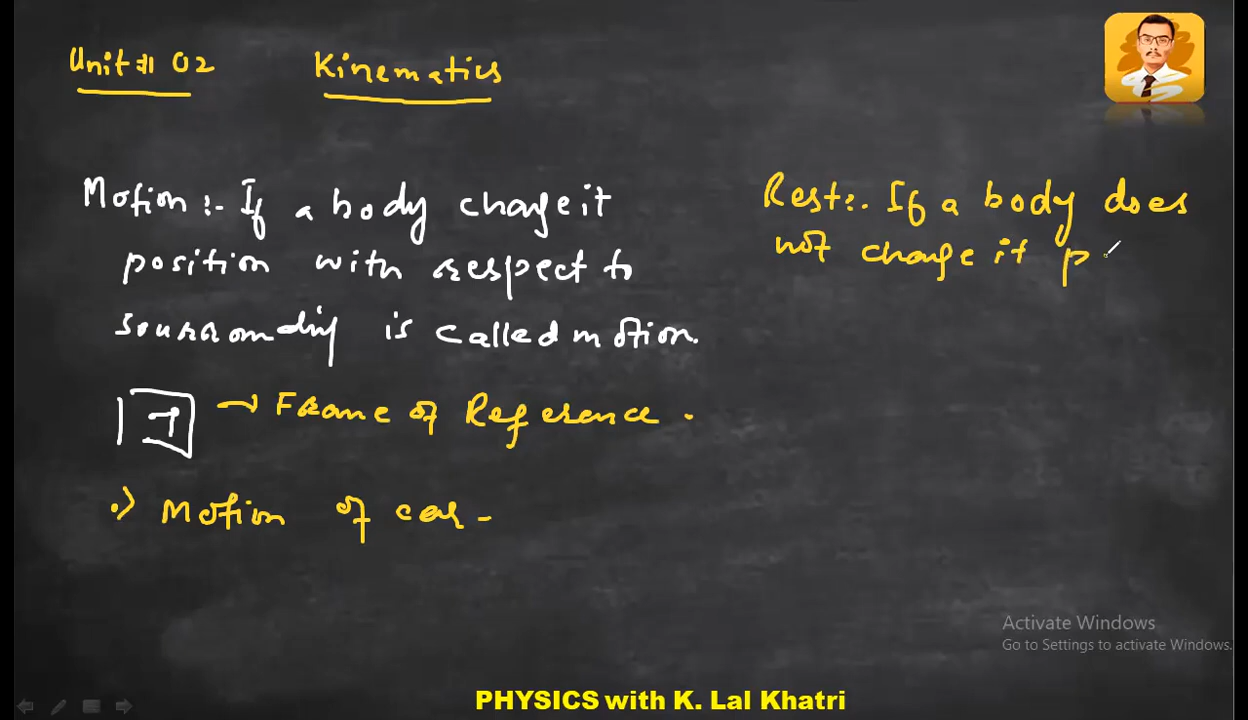 Unit # 02 Kinematics
Motion :- If a body change it
position with respect to
sourrounding is called motion.
→ Frame of Reference.
Motion of car -
Rest :. If a body does
not change it p
Activate Windows
Go to Settings to activate Windows.
PHYSICS with K. Lal Khatri